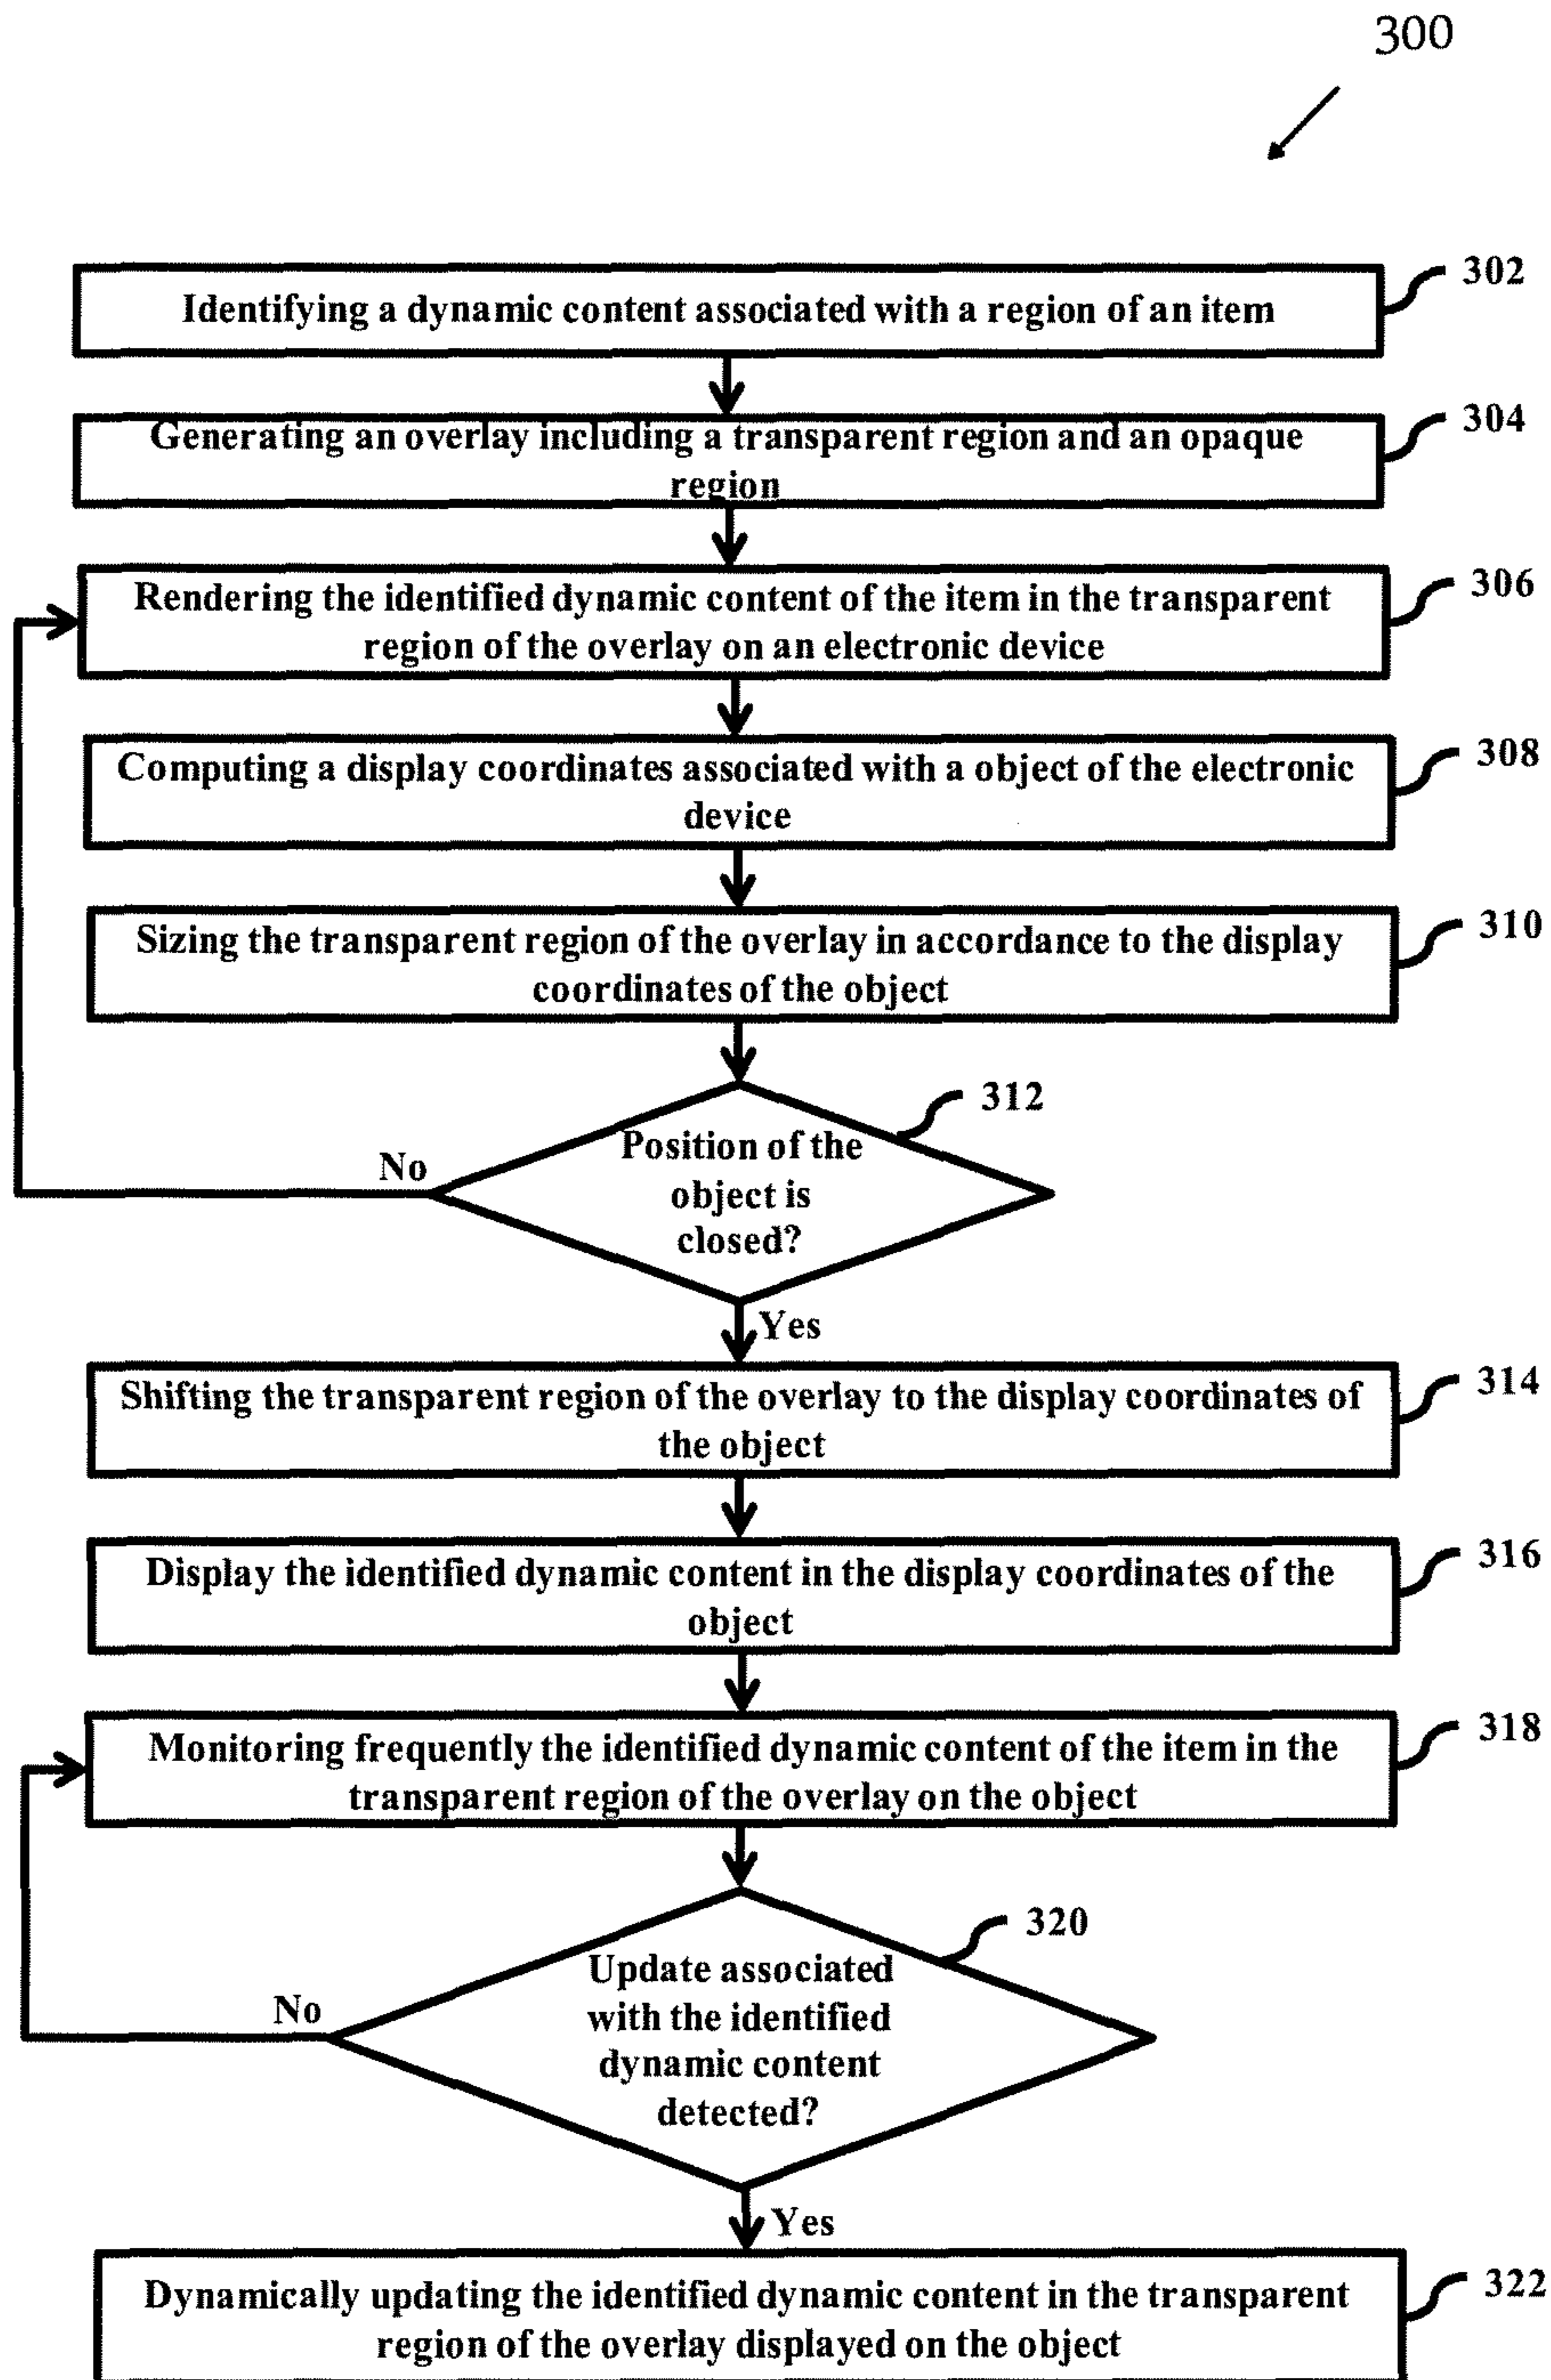 300
302
Identifying a dynamic content associated with a region of an item
304
Generating an overlay including a transparent region and an opaque
region
306
Rendering the identified dynamic content of the item in the transparent
region of the overlay on an electronic device
308
Computing a display coordinates associated with a object of the electronic
device
310
Sizing the transparent region of the overlay in accordance to the display
coordinates of the object
312
No
Position of the
object is
closed?
Yes
314
Shifting the transparent region of the overlay to the display coordinates of
the object
316
Display the identified dynamic content in the display coordinates of the
object
318
Monitoring frequently the identified dynamic content of the item in the
transparent region of the overlay on the object
320
No
Update associated
with the identified
dynamic content
detected?
Yes
322
Dynamically updating the identified dynamic content in the transparent
region of the overlay displayed on the object